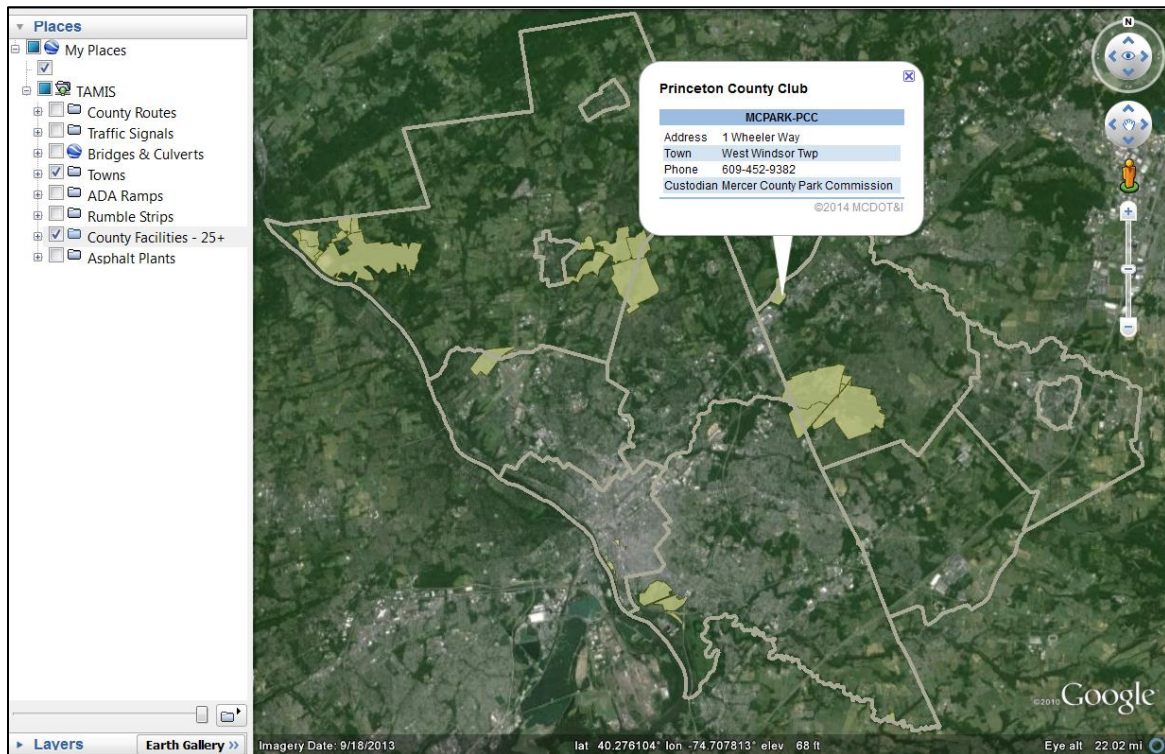 Places
My Places
TAMIS
County Routes
Traffic Signals
Bridges & Culverts
Towns
ADA Ramps
Rumble Strips
County Facilities - 25+
Asphalt Plants
Layers
Earth Gallery »
Princeton County Club
MCPARK-PCC
Address 1 Wheeler Way
Town West Windsor Twp
Phone 609-452-9382
Custodian Mercer County Park Commission
©2014 MCDOT&I
N
©2010 Google
Imagery Date: 9/18/2013 lat 40.276104° lon -74.707813° elev 68 ft Eye alt 22.02 mi